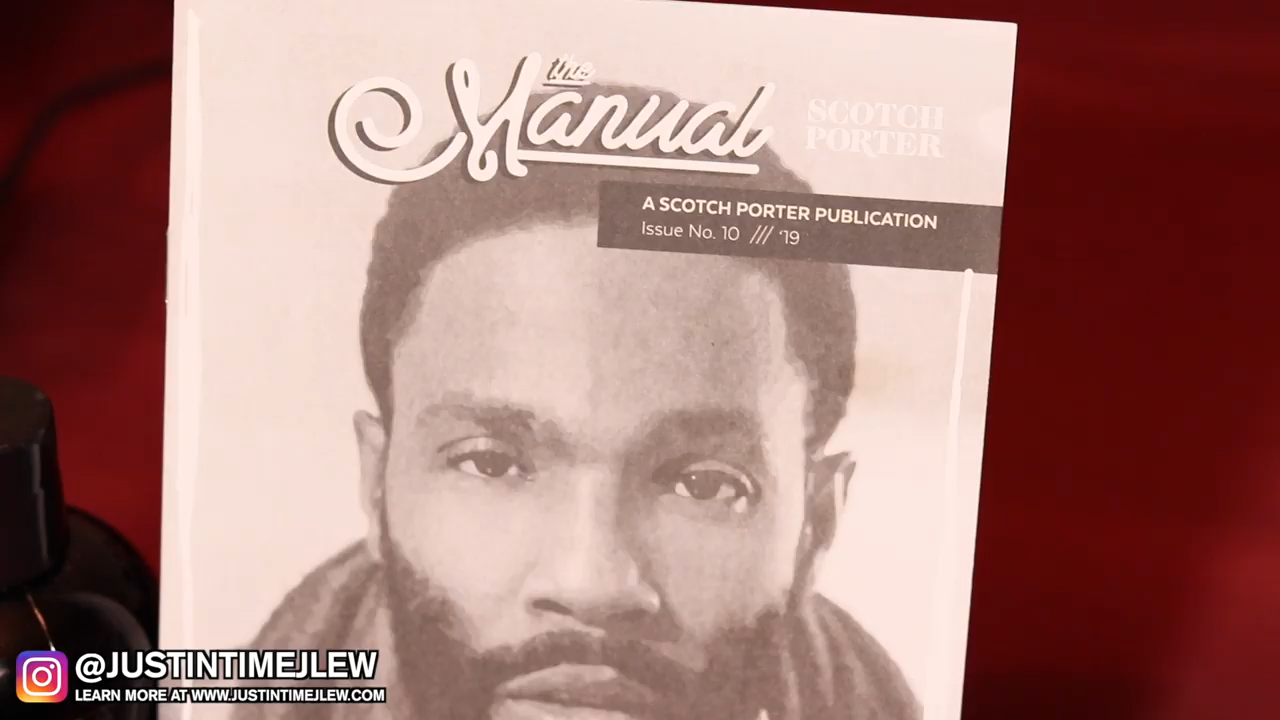 the
Manual
SCOTCH
PORTER
A SCOTCH PORTER PUBLICATION
Issue No. 10 /// '19
@JUSTINTIMEJLEW
LEARN MORE AT WWW.JUSTINTIMEJLEW.COM